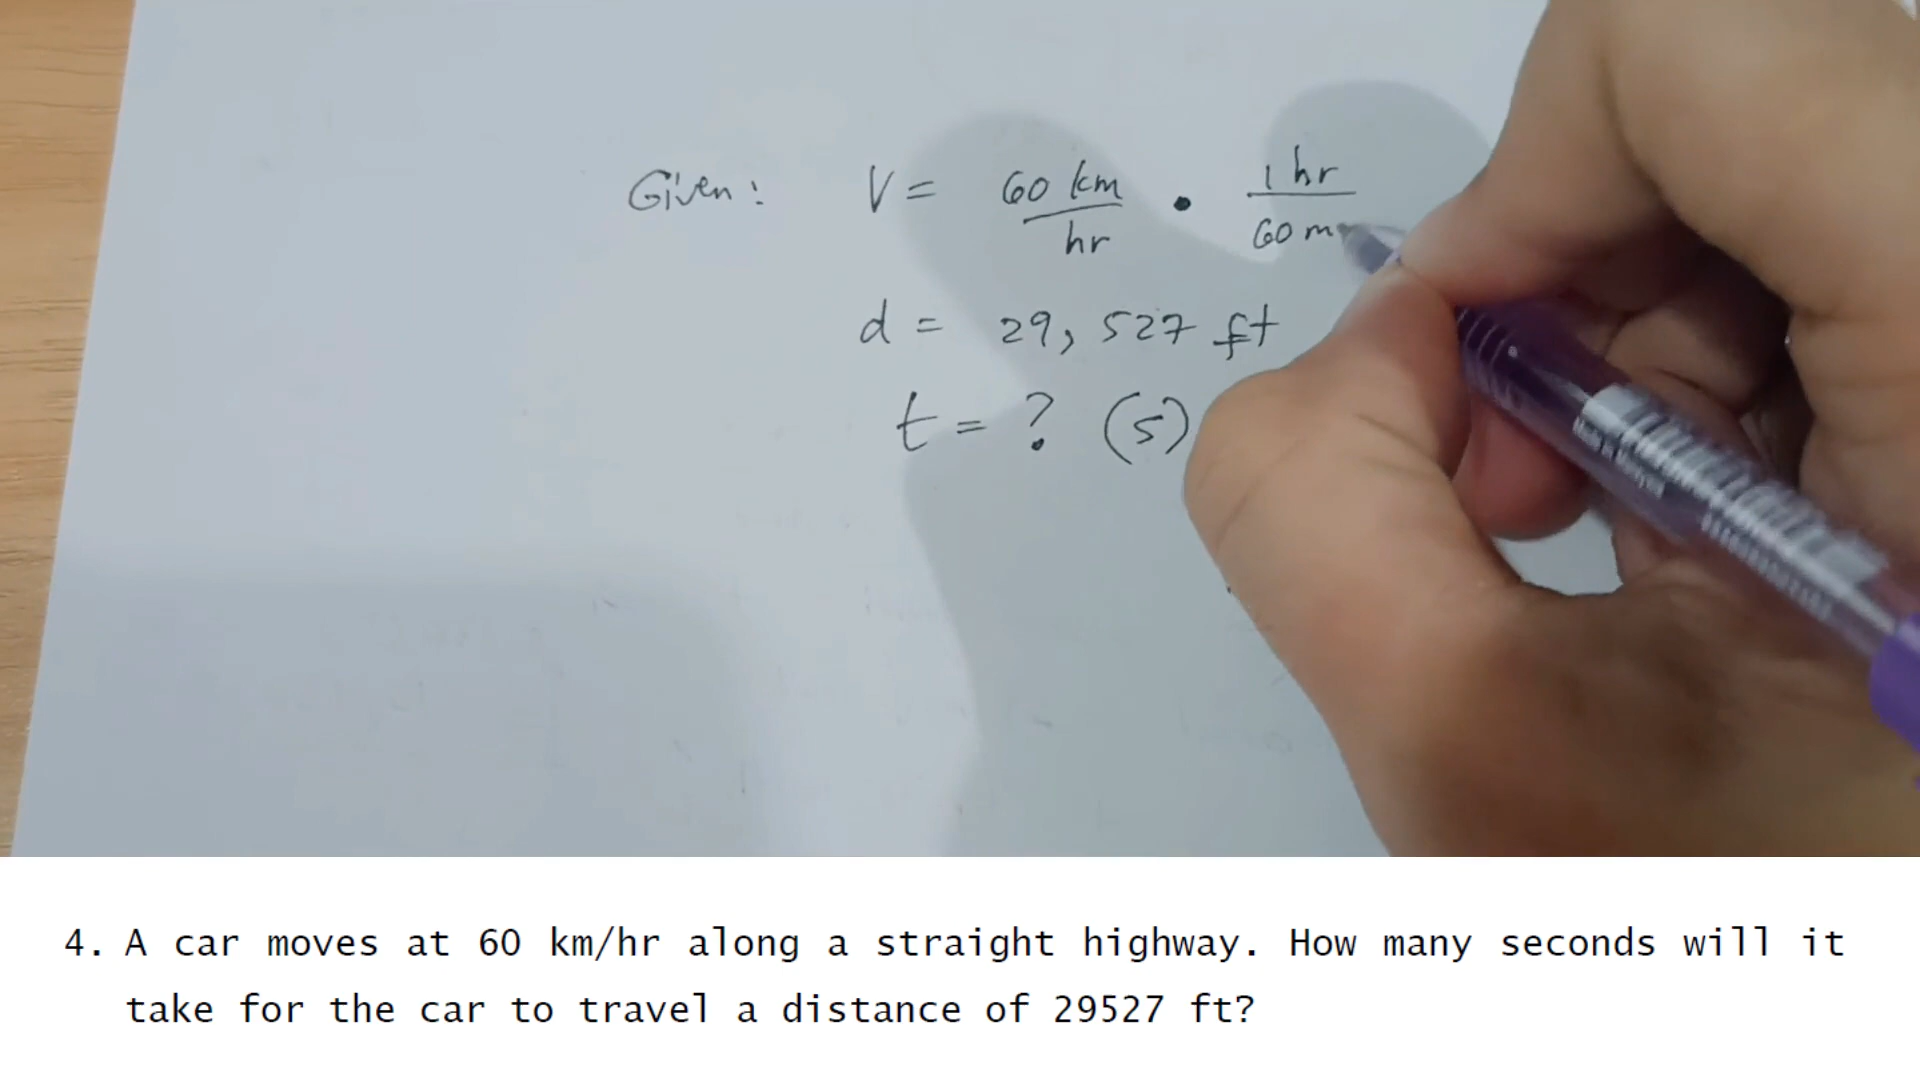 Given: V = 60 km / hr • 1 hr / 60 m
d = 29,527 ft
t = ? (s)
4. A car moves at 60 km/hr along a straight highway. How many seconds will it
take for the car to travel a distance of 29527 ft?